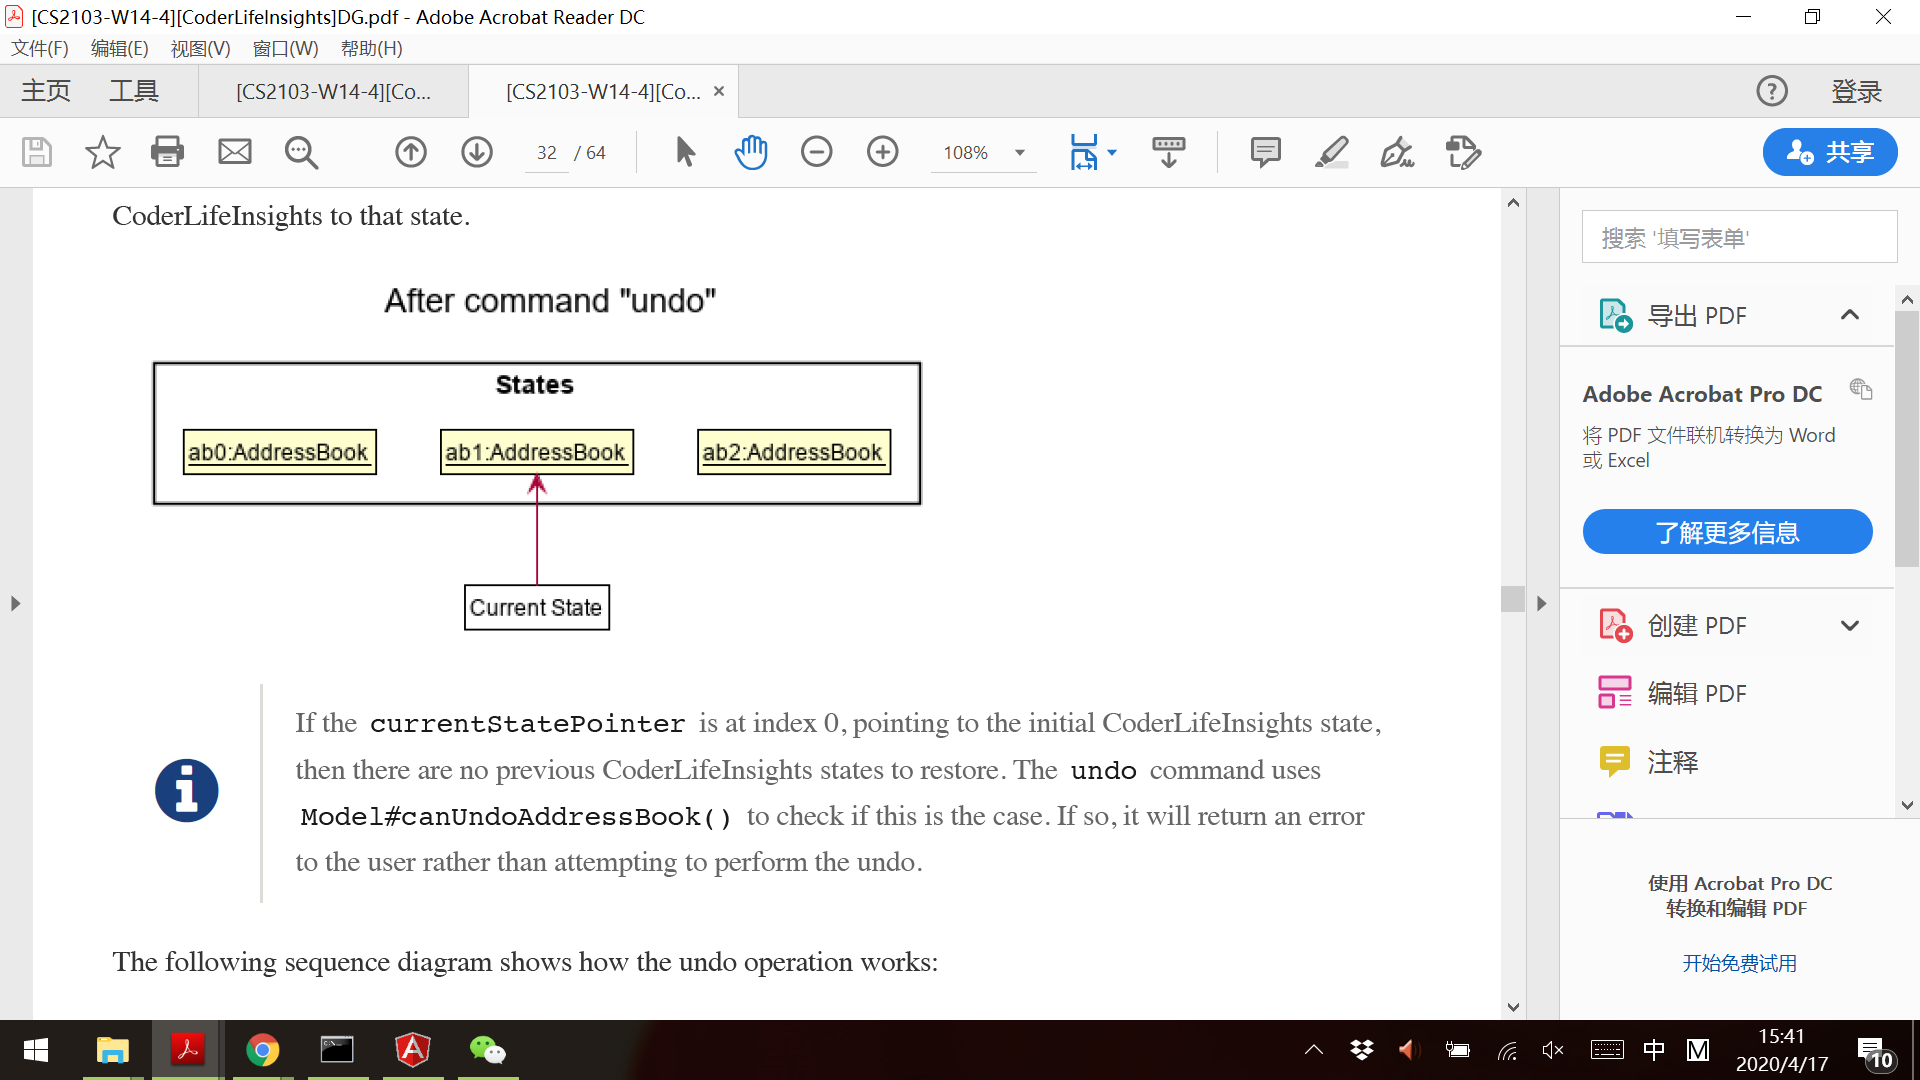 [CS2103-W14-4][CoderLifeInsights]DG.pdf - Adobe Acrobat Reader DC
文件(F) 编辑(E) 视图(V) 窗口(W) 帮助(H)
主页 工具 [CS2103-W14-4][Co... [CS2103-W14-4][Co... × 登录
32 / 64 108% 共享
CoderLifeInsights to that state.
After command "undo"
States
ab0:AddressBook ab1:AddressBook ab2:AddressBook
Current State
If the currentStatePointer is at index 0, pointing to the initial CoderLifeInsights state,
then there are no previous CoderLifeInsights states to restore. The undo command uses
Model#canUndoAddressBook() to check if this is the case. If so, it will return an error
to the user rather than attempting to perform the undo.
The following sequence diagram shows how the undo operation works:
搜索 '填写表单'
导出 PDF
Adobe Acrobat Pro DC
将 PDF 文件联机转换为 Word
或 Excel
了解更多信息
创建 PDF
编辑 PDF
注释
使用 Acrobat Pro DC
转换和编辑 PDF
开始免费试用
中 M 15:41
2020/4/17 10